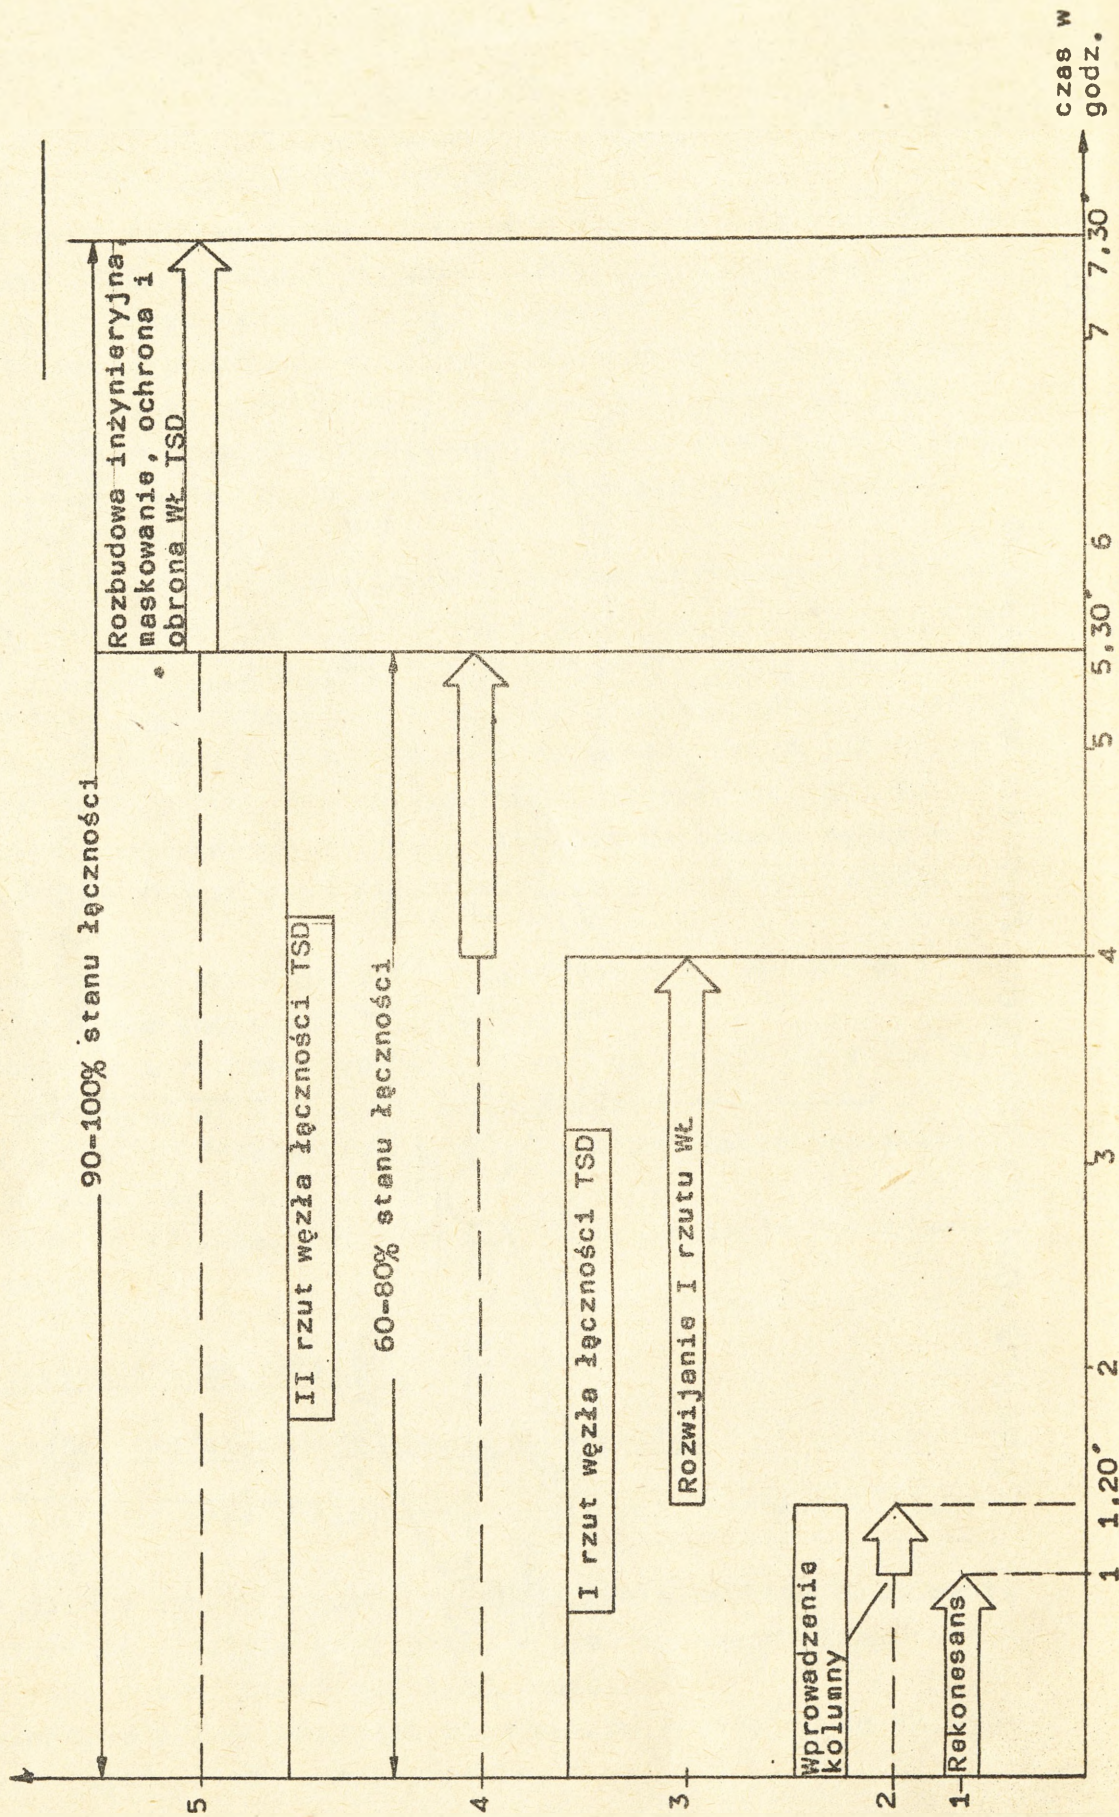 90-100% stanu łączności
Rozbudowa inżynieryjna,
maskowanie, ochrona i
obrona WŁ TSD
5
II rzut węzła łączności TSD
60-80% stanu łączności
4
I rzut węzła łączności TSD
3
Rozwijanie I rzutu WŁ
Wprowadzenie
kolumny
2
1
Rekonesans
1
1,20'
2
3
4
5
5,30'
6
7
7,30'
czas w
godz.